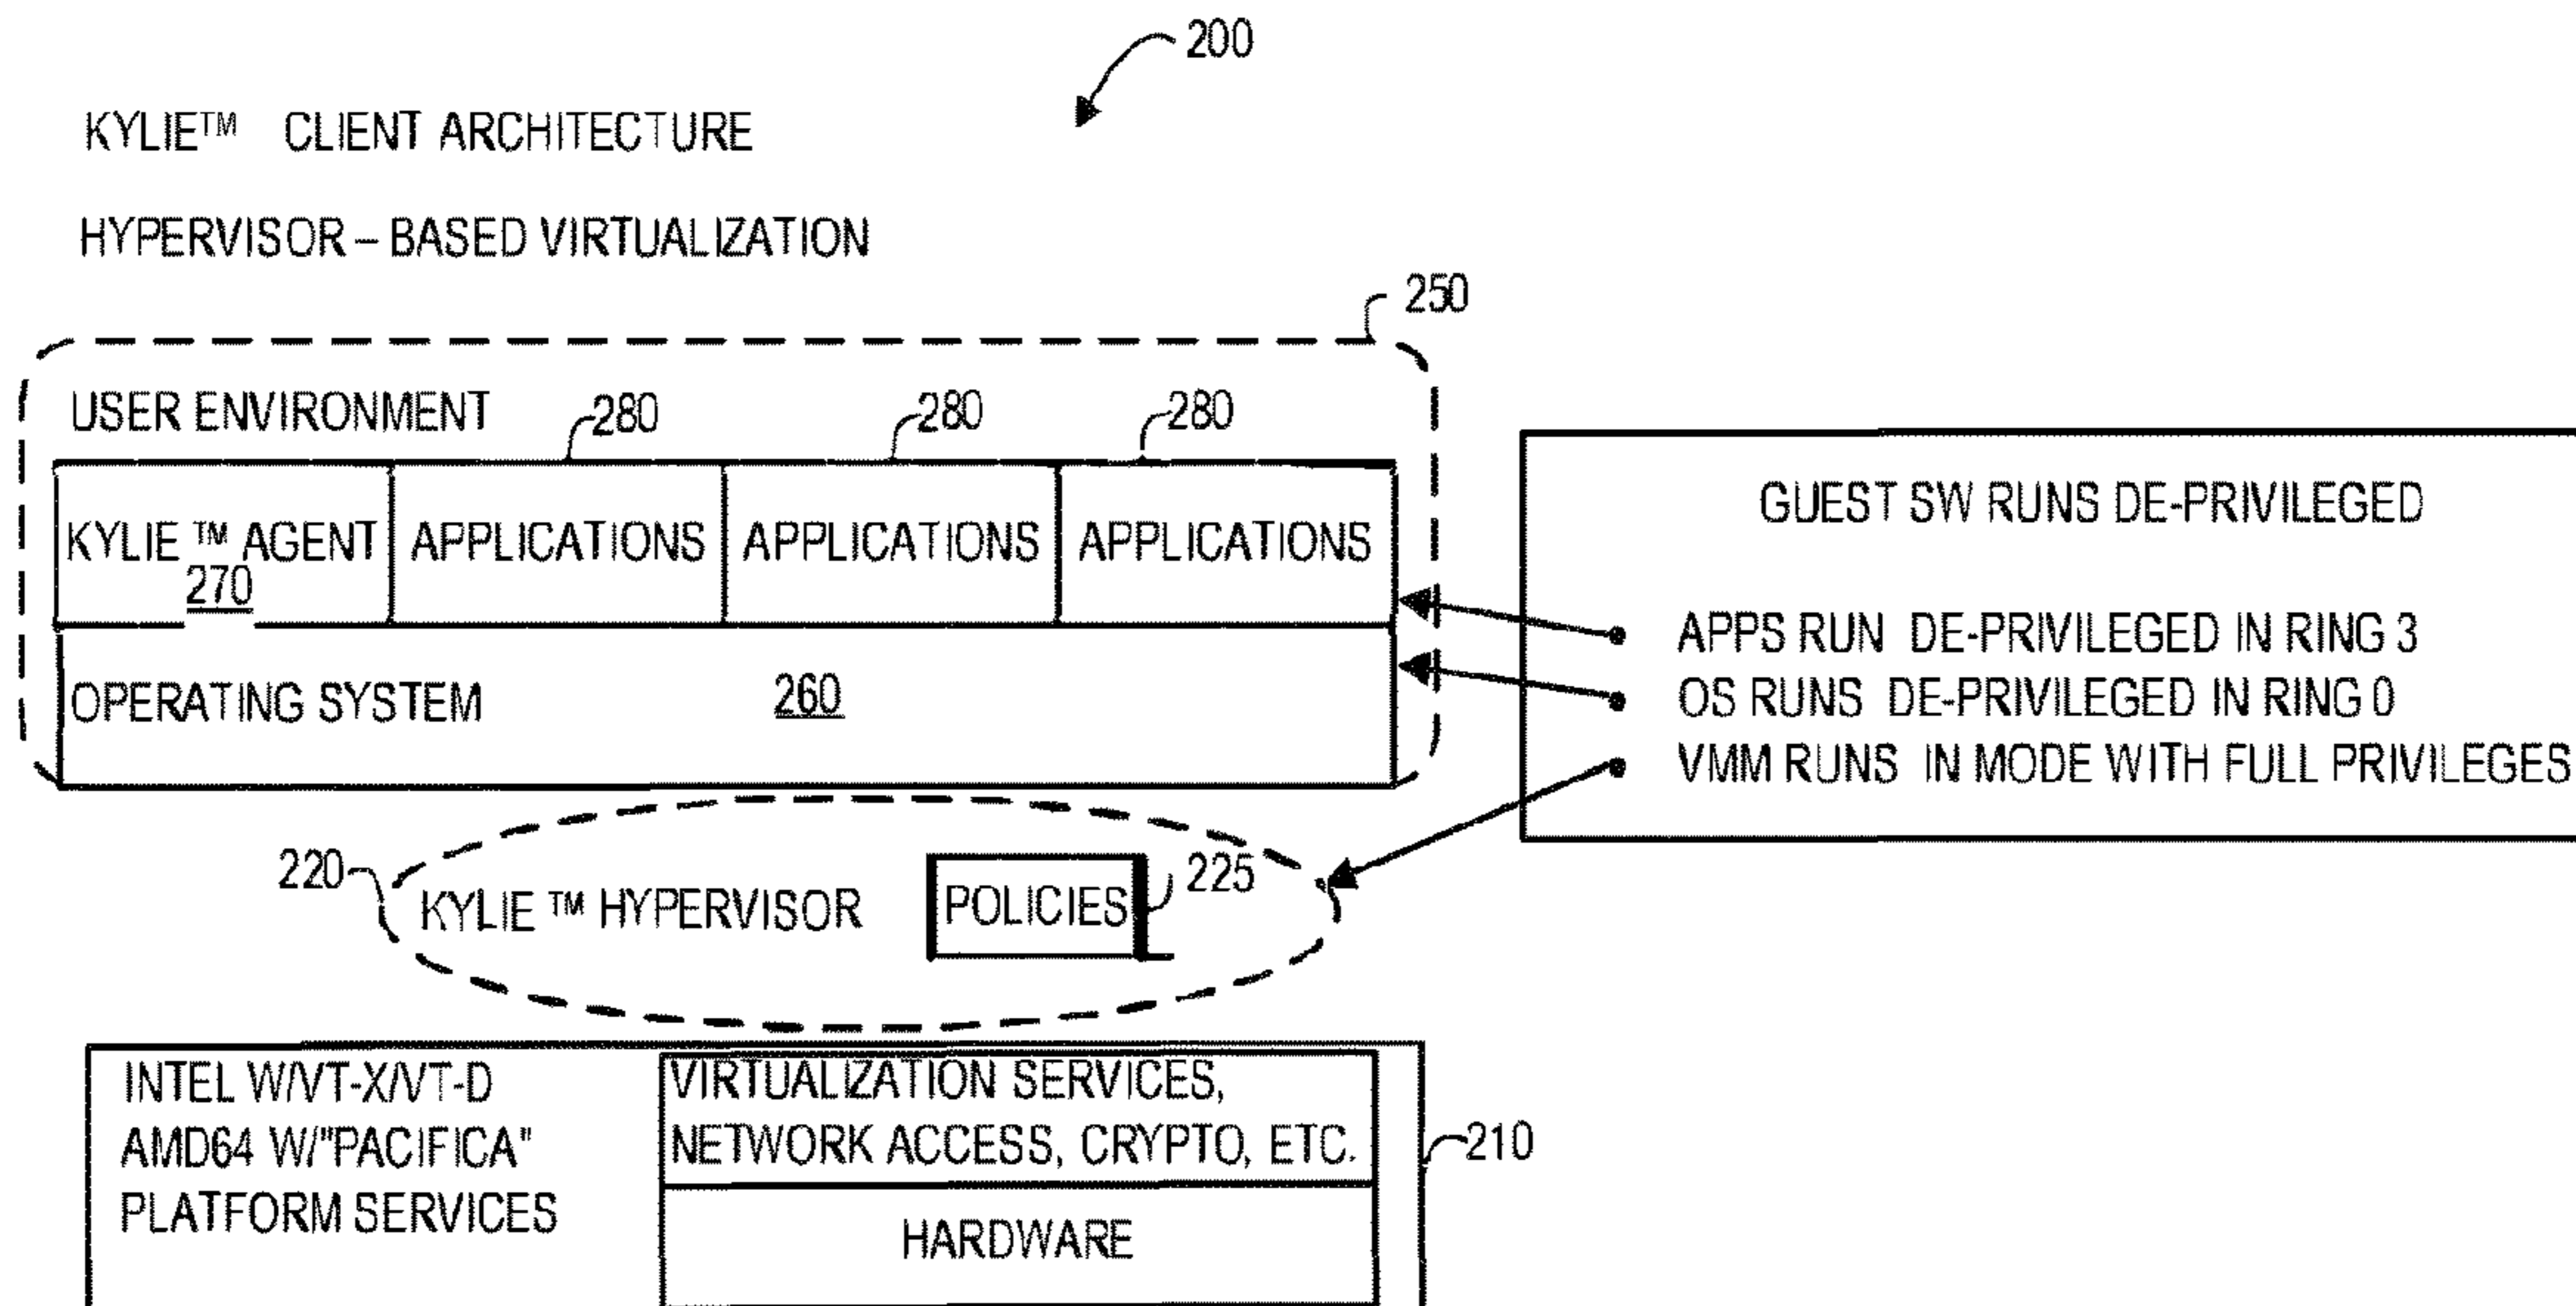 200
KYLIE™ CLIENT ARCHITECTURE
HYPERVISOR – BASED VIRTUALIZATION
250
USER ENVIRONMENT
280
280
280
KYLIE ™ AGENT
270
APPLICATIONS
APPLICATIONS
APPLICATIONS
OPERATING SYSTEM
260
GUEST SW RUNS DE-PRIVILEGED
• APPS RUN DE-PRIVILEGED IN RING 3
• OS RUNS DE-PRIVILEGED IN RING 0
• VMM RUNS IN MODE WITH FULL PRIVILEGES
220
KYLIE ™ HYPERVISOR
POLICIES
225
INTEL W/VT-X/VT-D
AMD64 W/"PACIFICA"
PLATFORM SERVICES
VIRTUALIZATION SERVICES,
NETWORK ACCESS, CRYPTO, ETC.
HARDWARE
210